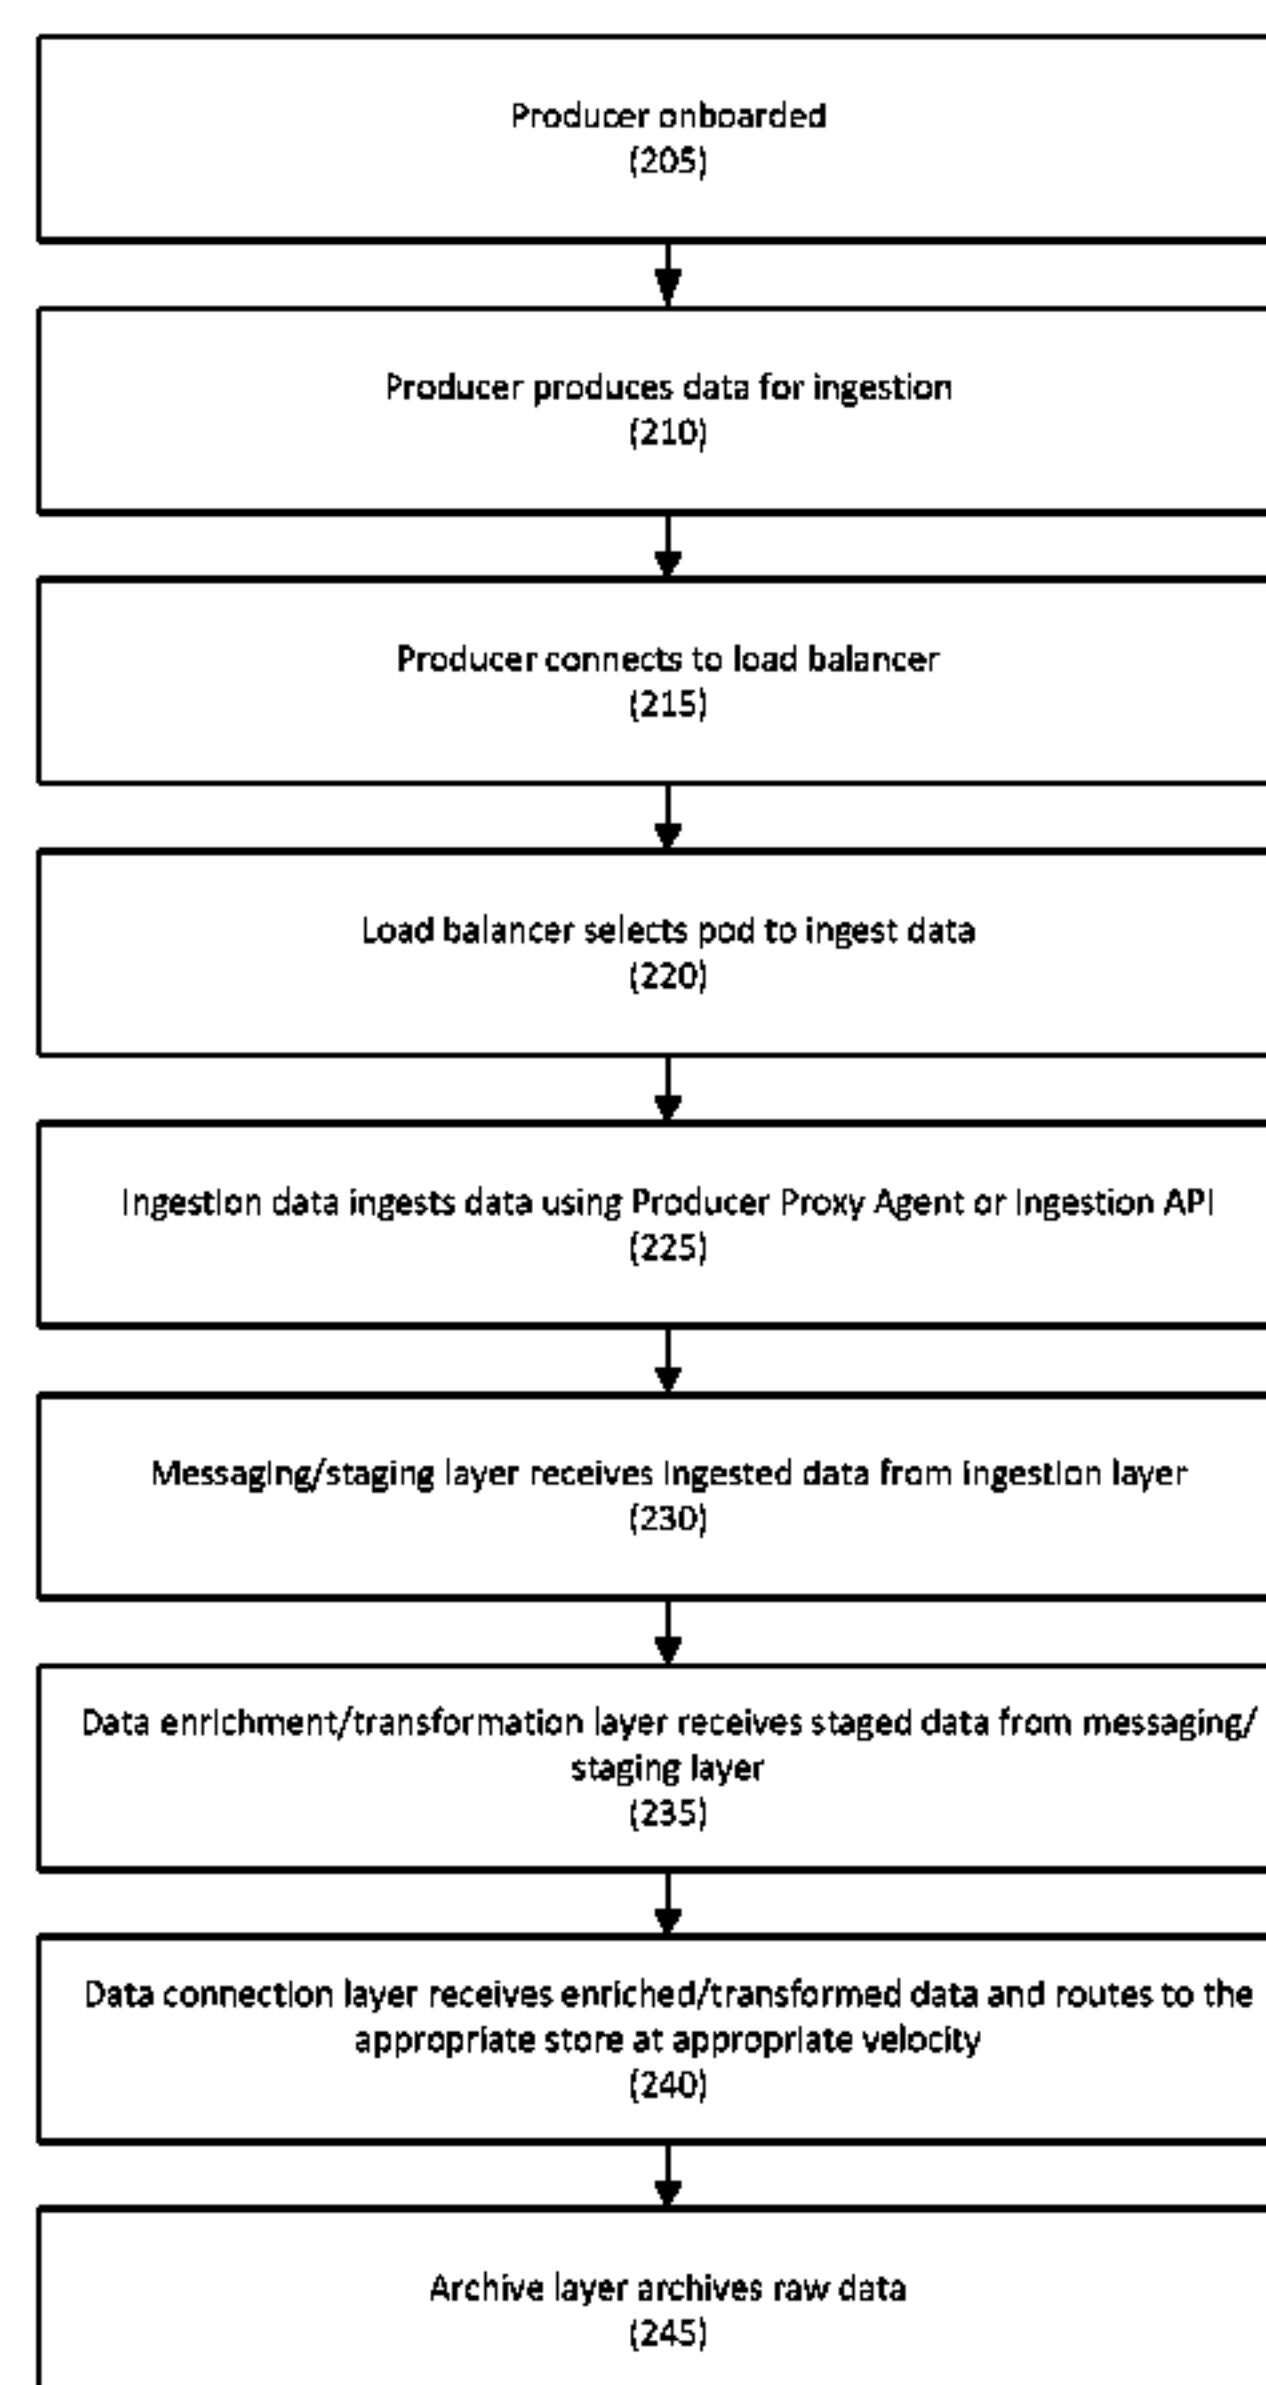 Producer onboarded
(205)
Producer produces data for ingestion
(210)
Producer connects to load balancer
(215)
Load balancer selects pod to ingest data
(220)
Ingestion data ingests data using Producer Proxy Agent or Ingestion API
(225)
Messaging/staging layer receives ingested data from ingestion layer
(230)
Data enrichment/transformation layer receives staged data from messaging/
staging layer
(235)
Data connection layer receives enriched/transformed data and routes to the
appropriate store at appropriate velocity
(240)
Archive layer archives raw data
(245)